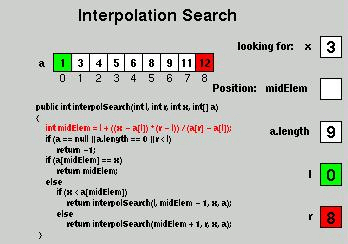 Interpolation Search
looking for: x 3
a 1 3 4 5 6 8 9 11 12
0 1 2 3 4 5 6 7 8
Position: midElem
public int interpolSearch(int l, int r, int x, int[] a)
{
int midElem = l + ((x - a[l]) * (r - l)) / (a[r] - a[l]);
if (a == null || a.length == 0 || r < l)
return -1;
if (a[midElem] == x)
return midElem;
else
if (x < a[midElem])
return interpolSearch(l, midElem - 1, x, a);
else
return interpolSearch(midElem + 1, r, x, a);
}
a.length 9
l 0
r 8